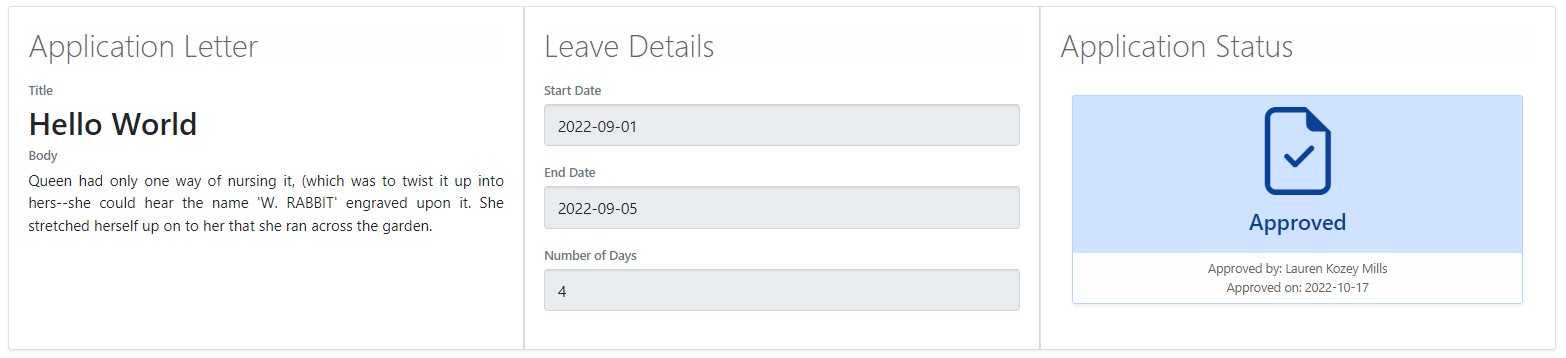 Application Letter
Title
Hello World
Body
Queen had only one way of nursing it, (which was to twist it up into
hers--she could hear the name 'W. RABBIT' engraved upon it. She
stretched herself up on to her that she ran across the garden.
Leave Details
Start Date
2022-09-01
End Date
2022-09-05
Number of Days
4
Application Status
Approved
Approved by: Lauren Kozey Mills
Approved on: 2022-10-17